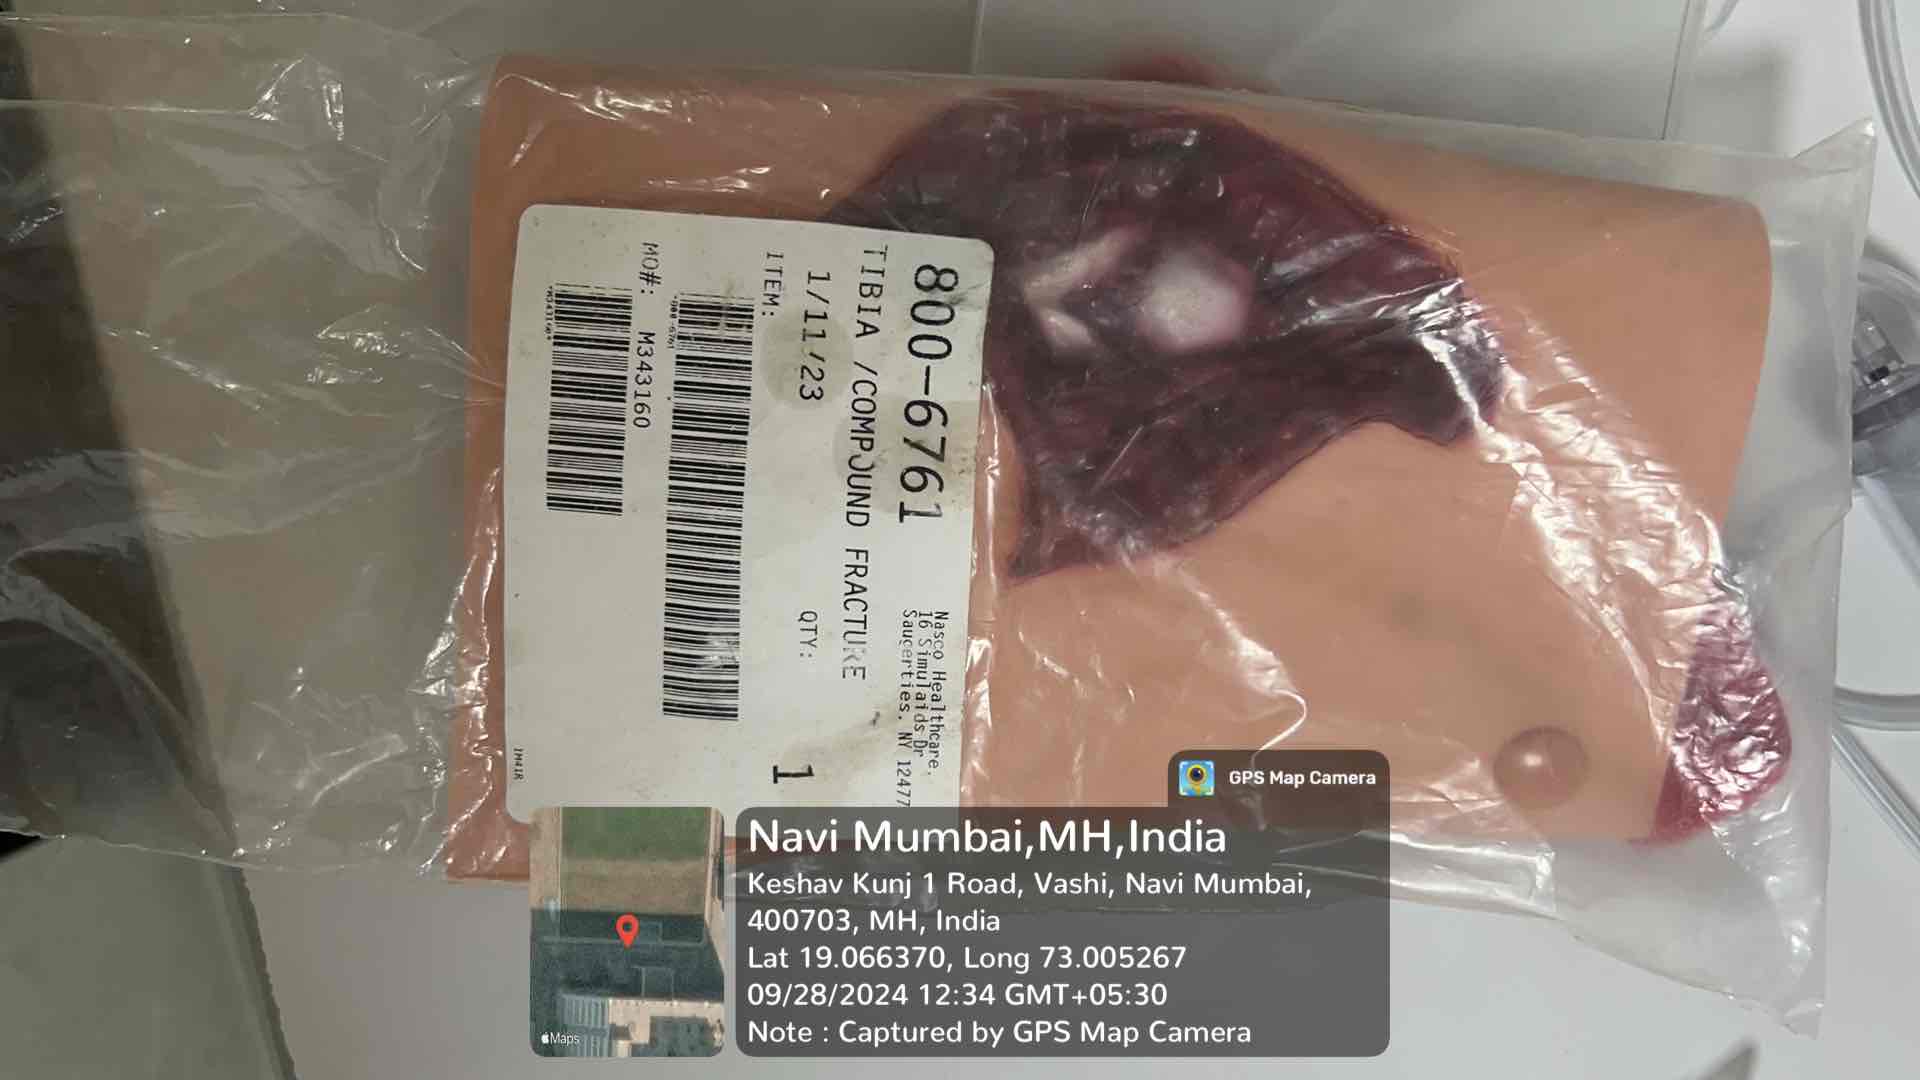 800-6761
Nasco Healthcare,
16 Simulaids Dr
Saugerties, NY 12477
TIBIA /COMPOUND FRACTURE
1/11/23
QTY: 1
ITEM:
*800-6761*
MO#: M343160
*M343160*
GPS Map Camera
Navi Mumbai,MH,India
Keshav Kunj 1 Road, Vashi, Navi Mumbai,
400703, MH, India
Lat 19.066370, Long 73.005267
09/28/2024 12:34 GMT+05:30
Note : Captured by GPS Map Camera
Maps